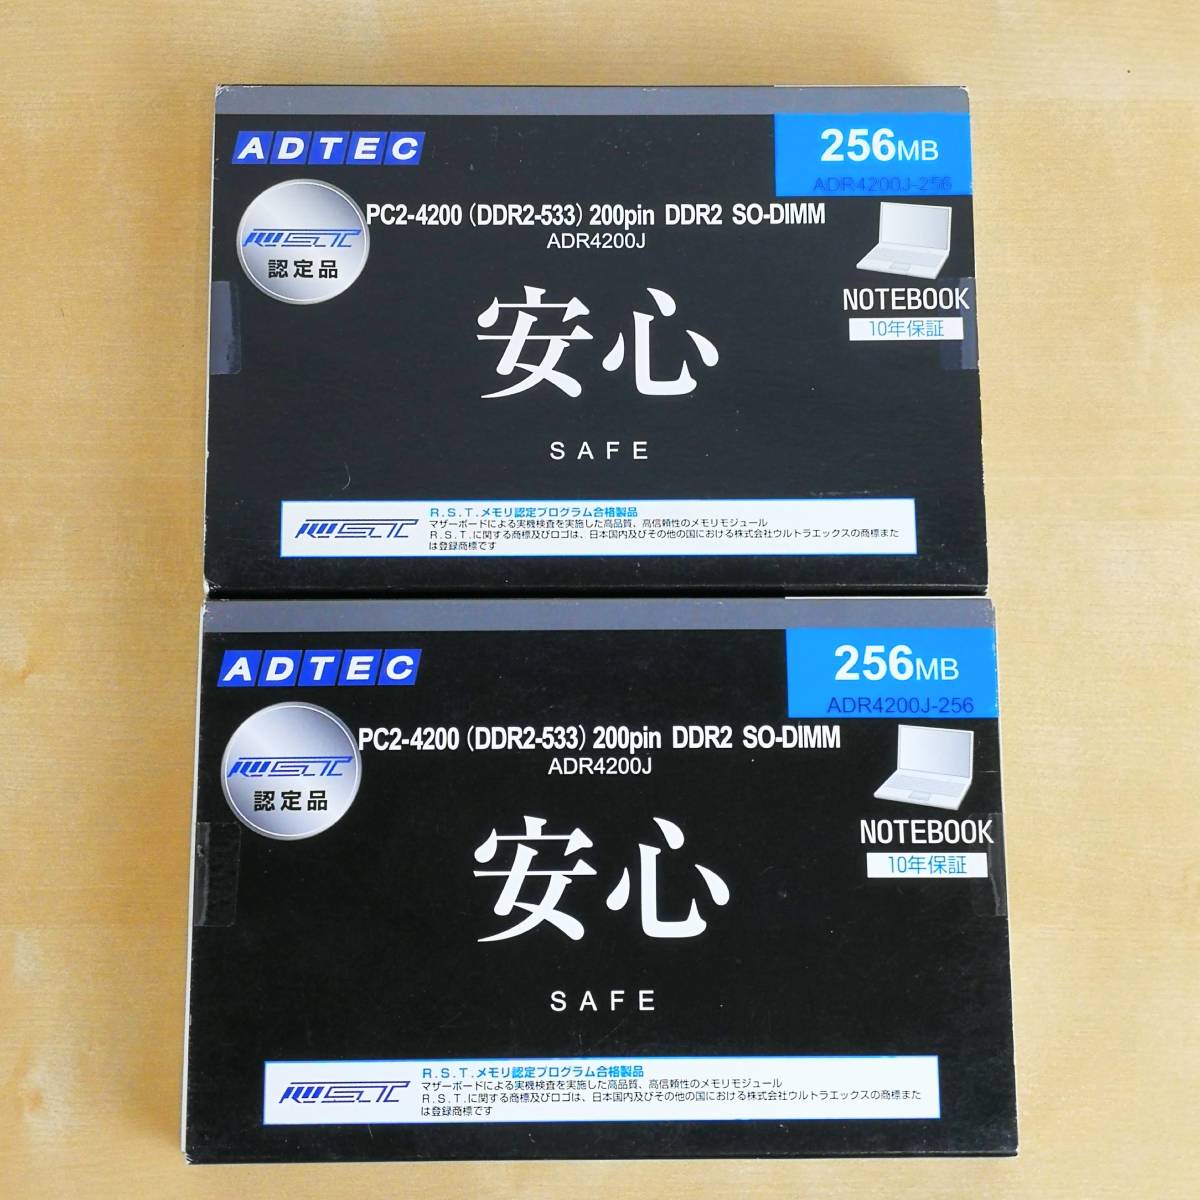 ADTEC
256MB
ADR4200J-256
PC2-4200（DDR2-533）200pin DDR2 SO-DIMM
ADR4200J
RST
認定品
安心
SAFE
NOTEBOOK
10年保証
RST
R.S.T.メモリ認定プログラム合格製品
マザーボードによる実機検査を実施した高品質、高信頼性のメモリモジュール
R.S.T.に関する商標及びロゴは、日本国内及びその他の国における株式会社ウルトラエックスの商標また
は登録商標です
ADTEC
256MB
ADR4200J-256
PC2-4200（DDR2-533）200pin DDR2 SO-DIMM
ADR4200J
RST
認定品
安心
SAFE
NOTEBOOK
10年保証
RST
R.S.T.メモリ認定プログラム合格製品
マザーボードによる実機検査を実施した高品質、高信頼性のメモリモジュール
R.S.T.に関する商標及びロゴは、日本国内及びその他の国における株式会社ウルトラエックスの商標また
は登録商標です